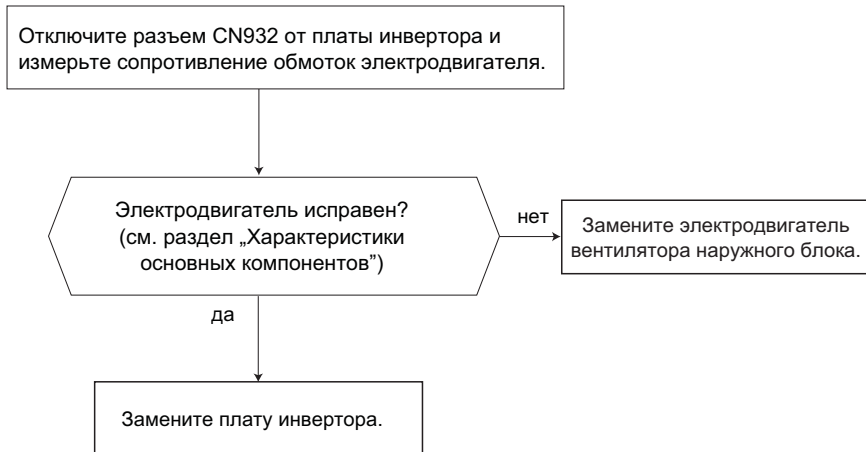 Отключите разъем CN932 от платы инвертора и
измерьте сопротивление обмоток электродвигателя.
Электродвигатель исправен?
(см. раздел „Характеристики
основных компонентов”)
нет
Замените электродвигатель
вентилятора наружного блока.
да
Замените плату инвертора.